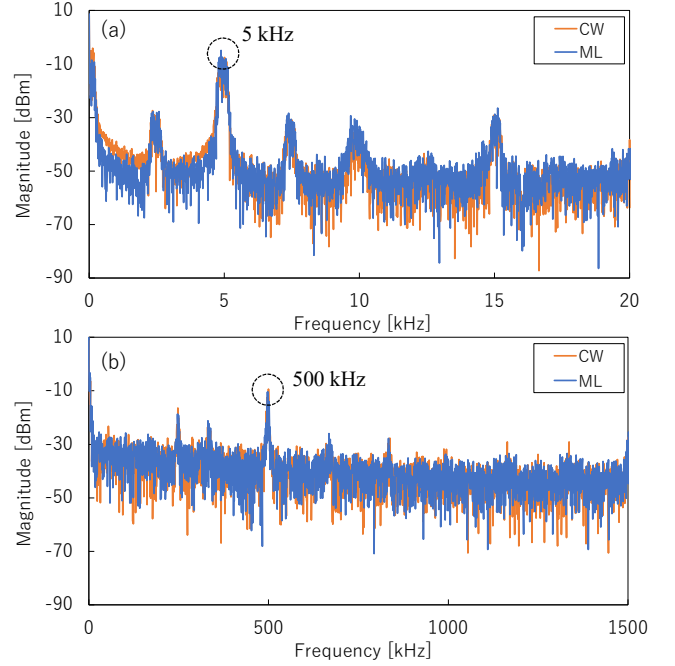 10
(a)
5 kHz
CW
ML
-10
-30
-50
-70
-90
Magnitude [dBm]
0
5
10
15
20
Frequency [kHz]
10
(b)
500 kHz
CW
ML
-10
-30
-50
-70
-90
Magnitude [dBm]
0
500
1000
1500
Frequency [kHz]